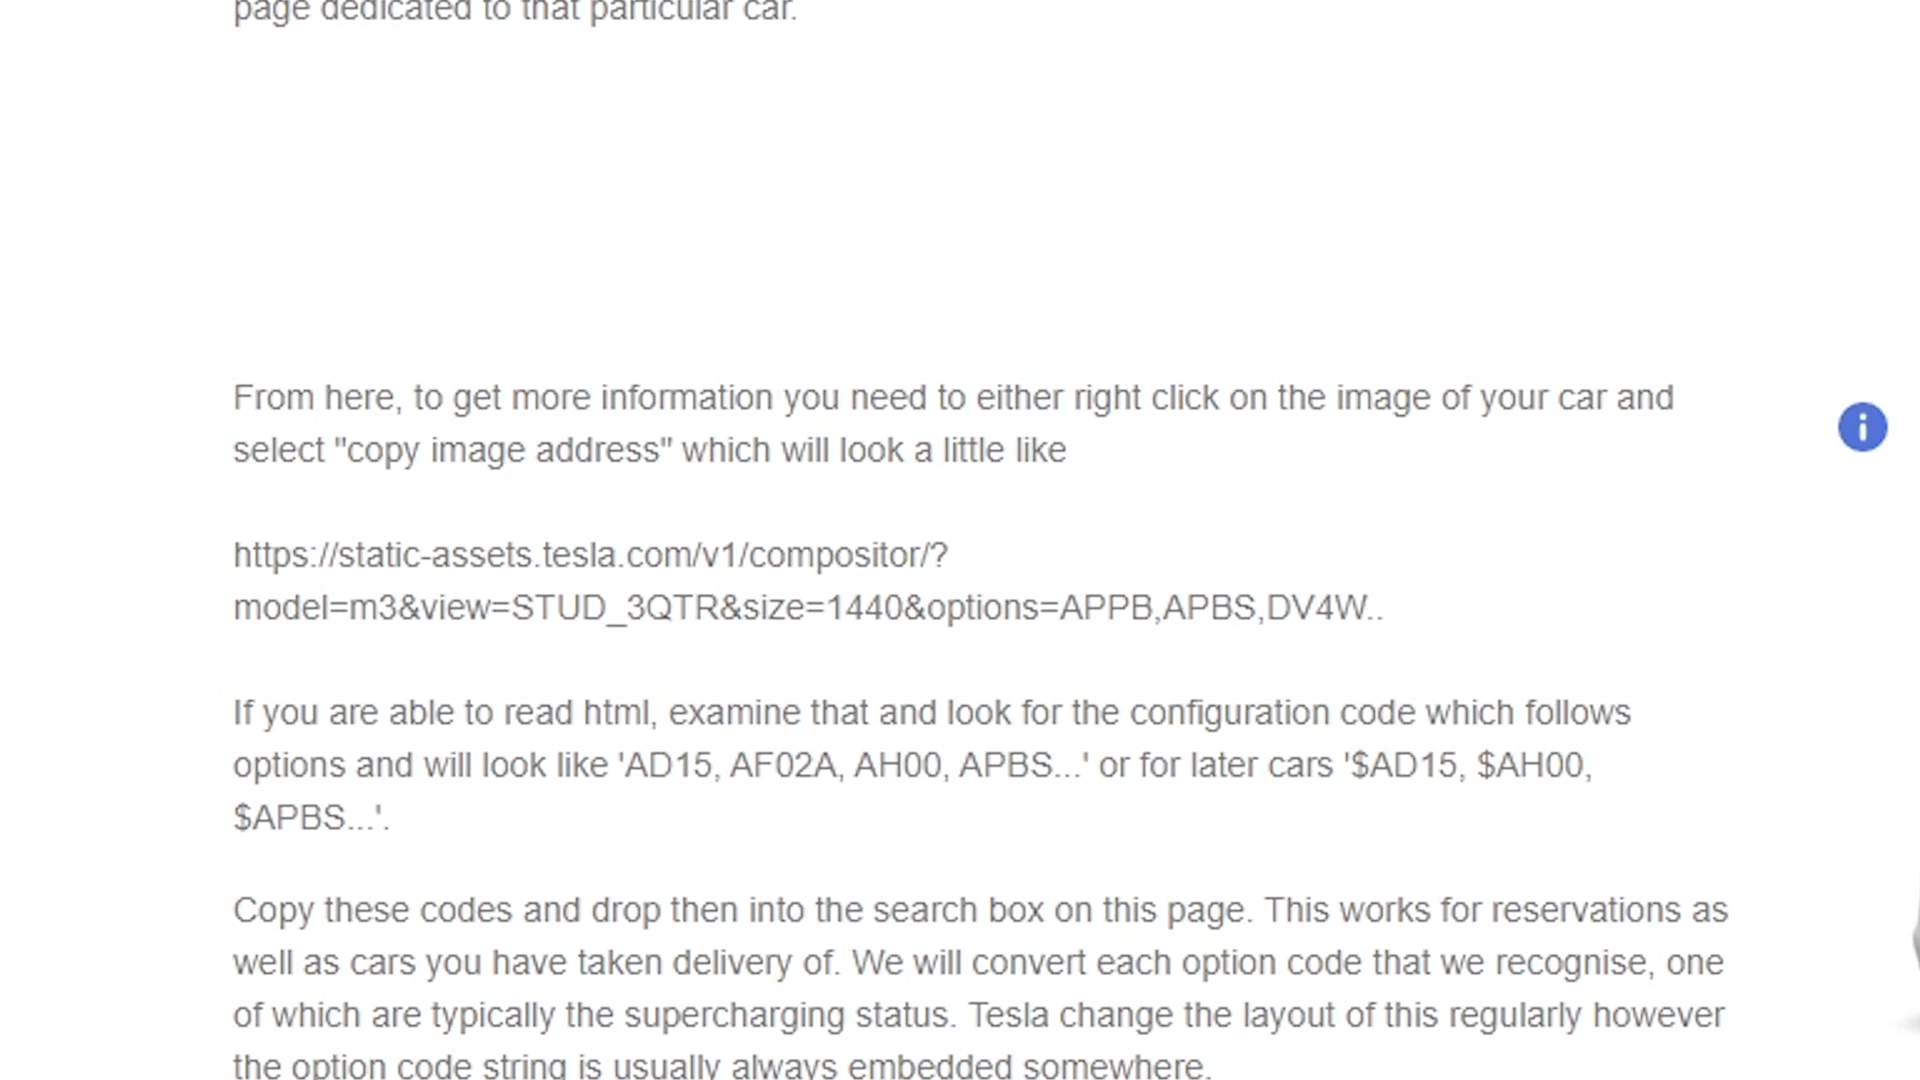 page dedicated to that particular car.
From here, to get more information you need to either right click on the image of your car and
select "copy image address" which will look a little like
https://static-assets.tesla.com/v1/compositor/?
model=m3&view=STUD_3QTR&size=1440&options=APPB,APBS,DV4W..
If you are able to read html, examine that and look for the configuration code which follows
options and will look like 'AD15, AF02A, AH00, APBS...' or for later cars '$AD15, $AH00,
$APBS...'.
Copy these codes and drop then into the search box on this page. This works for reservations as
well as cars you have taken delivery of. We will convert each option code that we recognise, one
of which are typically the supercharging status. Tesla change the layout of this regularly however
the option code string is usually always embedded somewhere.